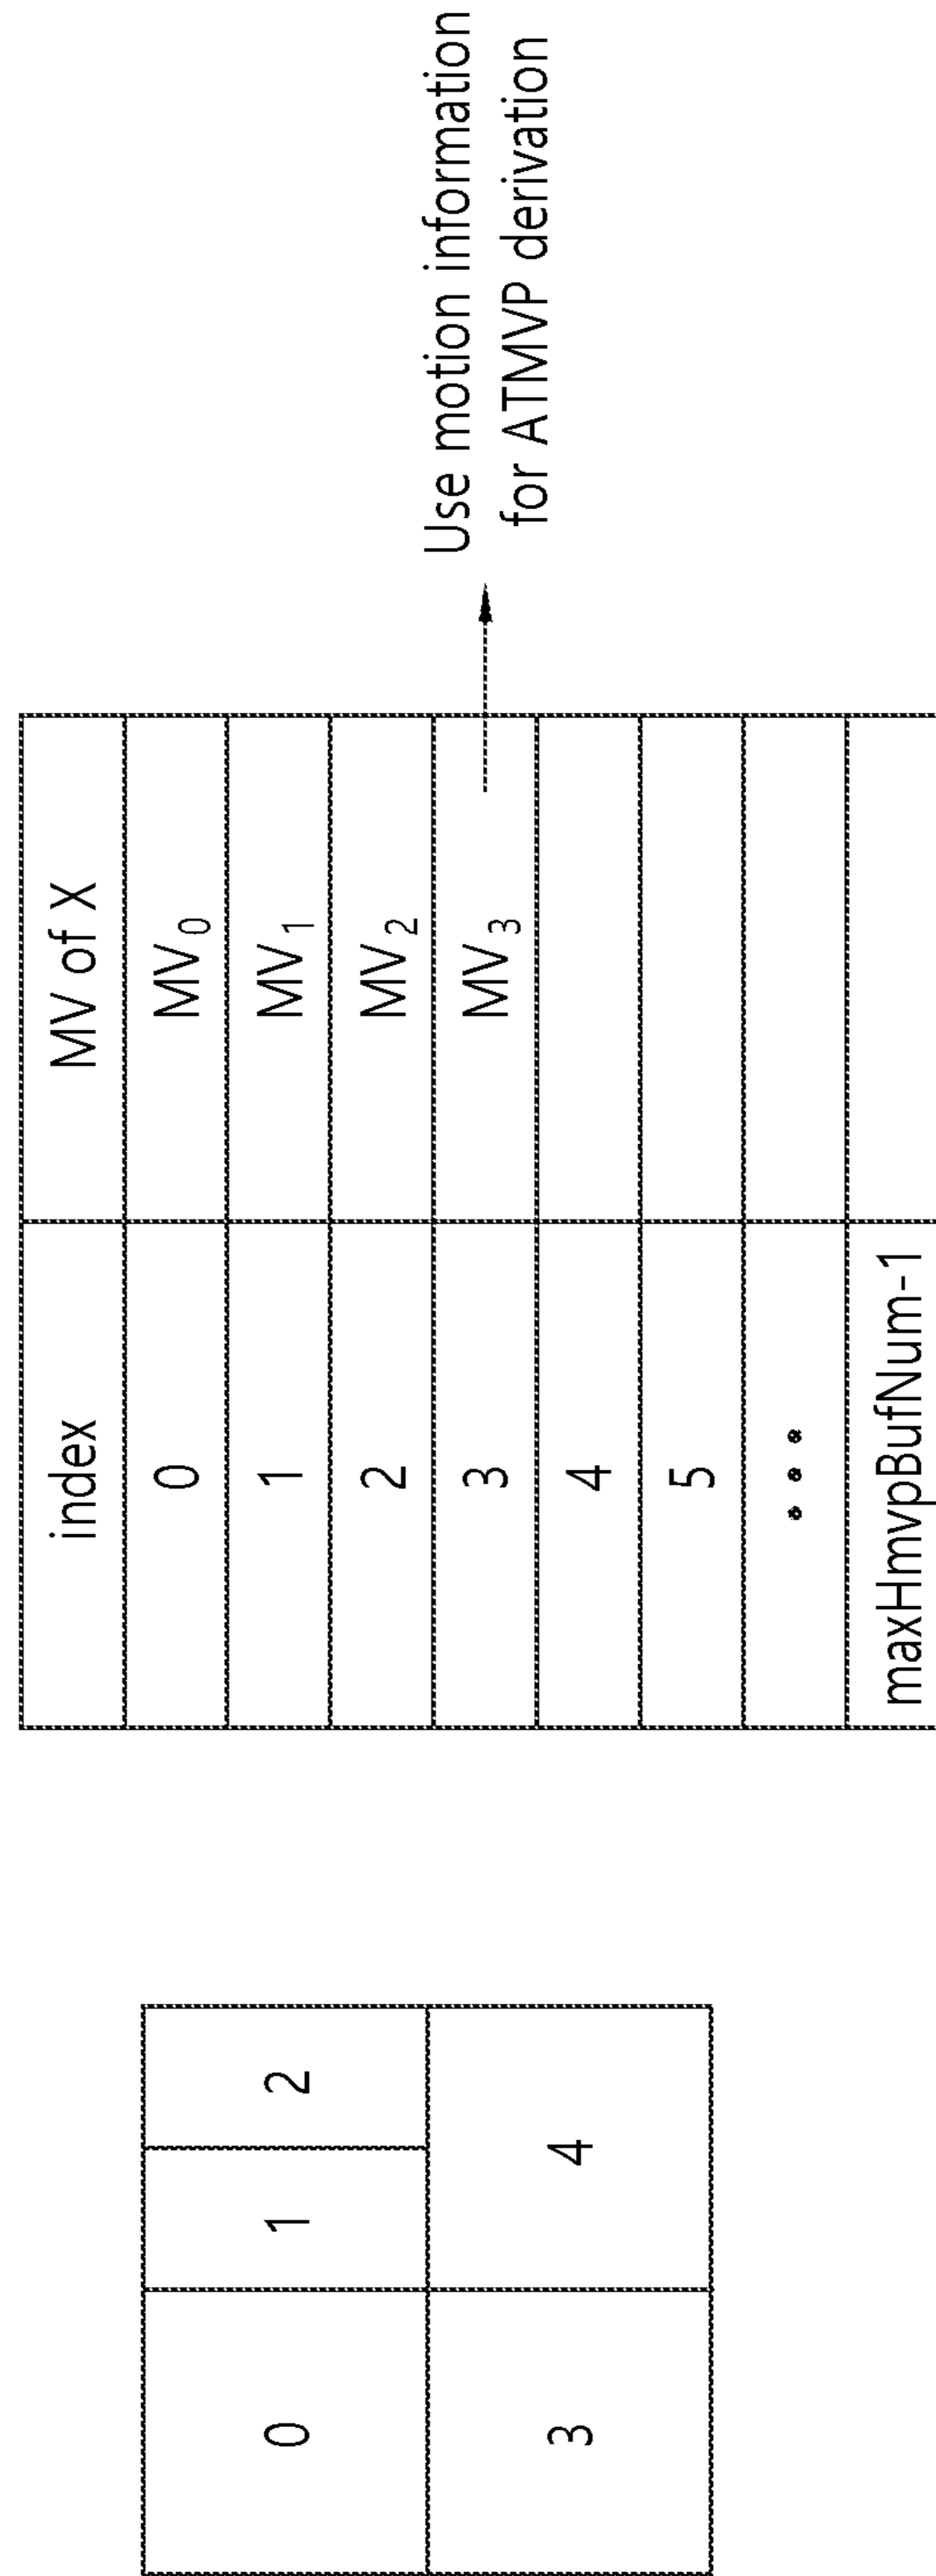 0 1 2
3 4
index MV of X
0 MV0
1 MV1
2 MV2
3 MV3
4
5
•••
maxHmvpBufNum-1
Use motion information
for ATMVP derivation